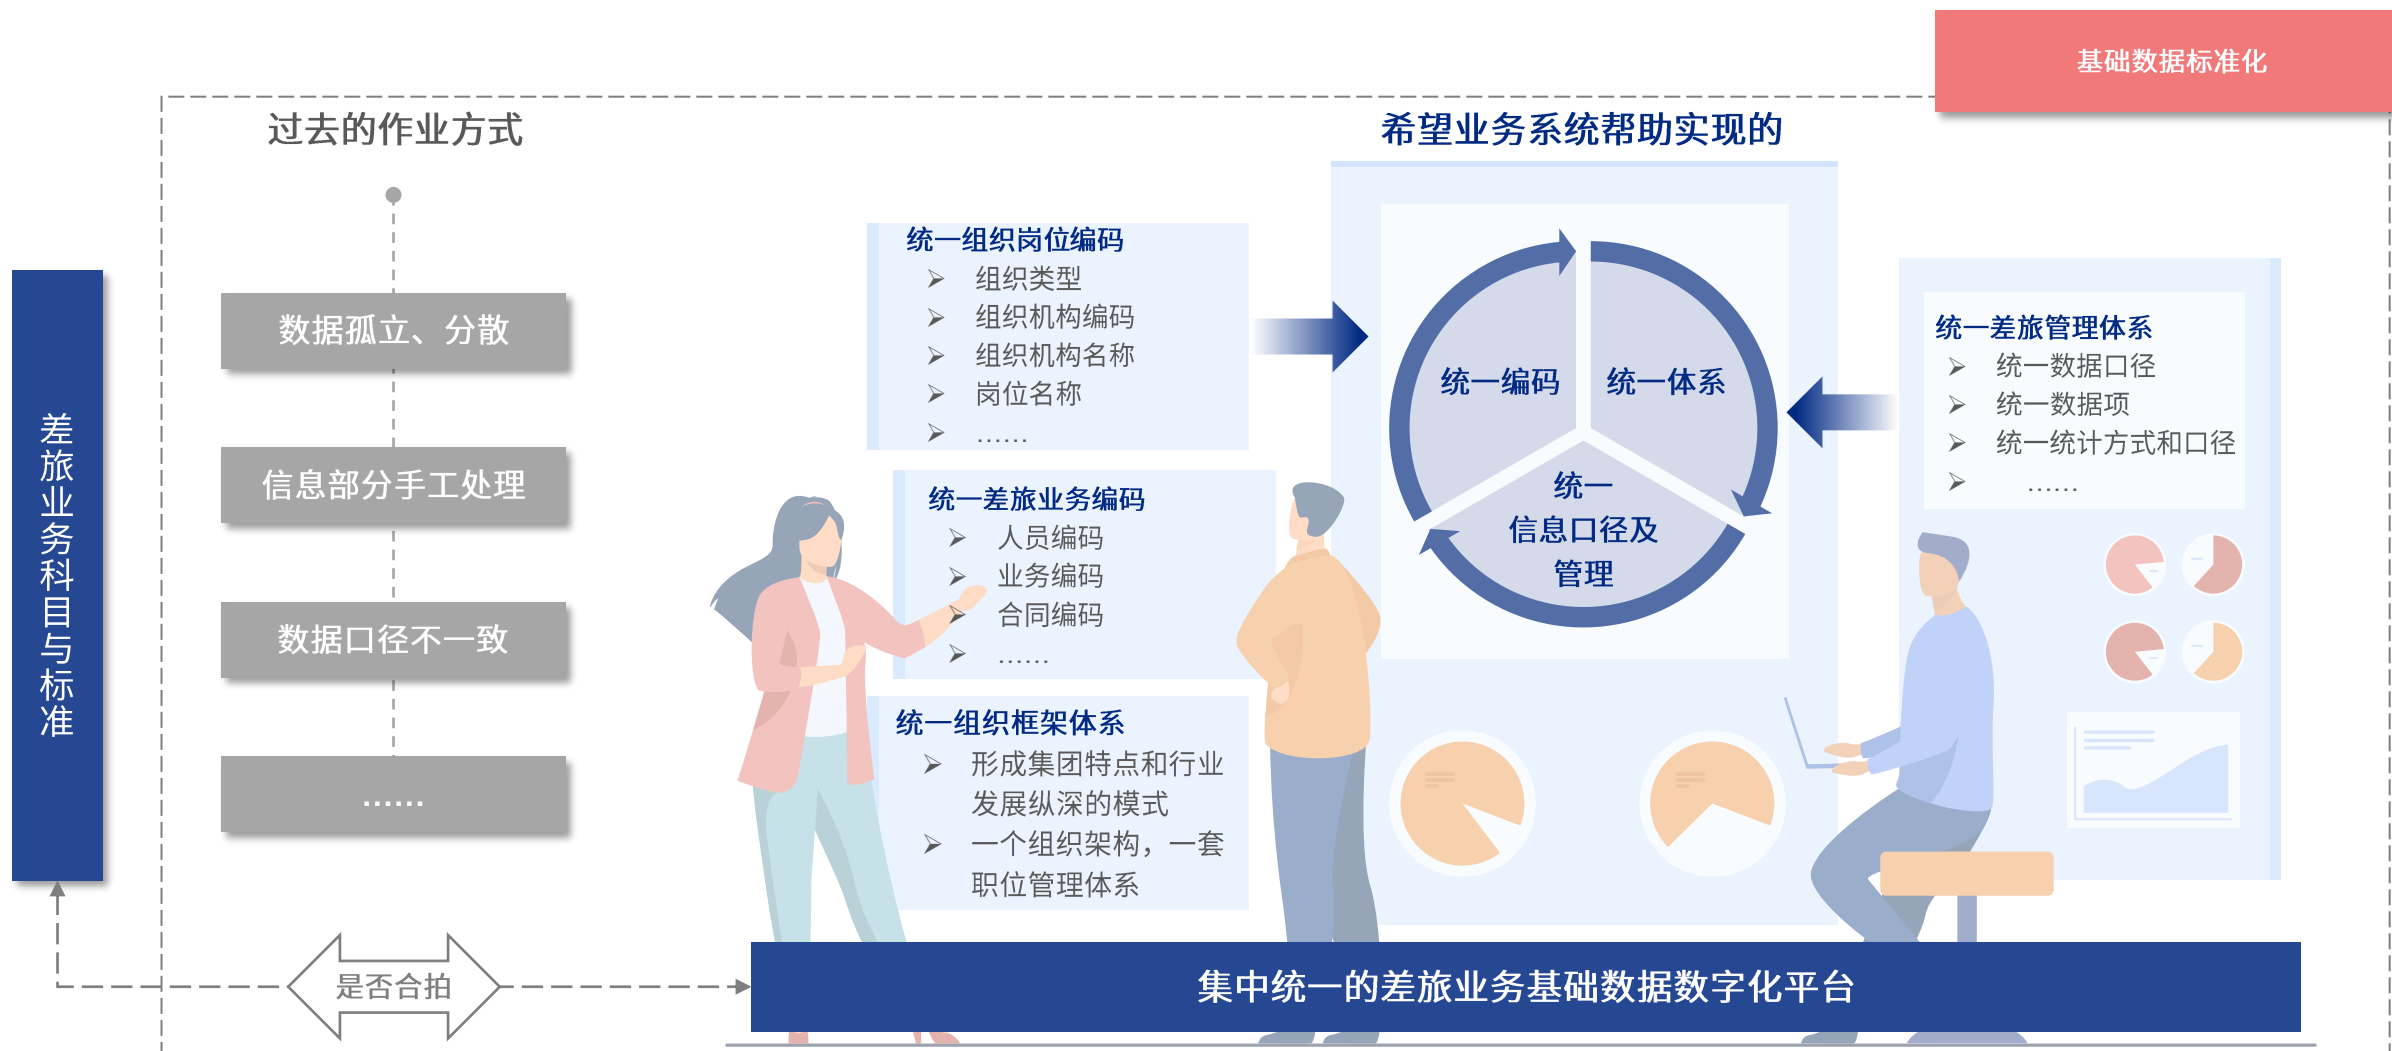 基础数据标准化
过去的作业方式
希望业务系统帮助实现的
差旅业务科目与标准
数据孤立、分散
信息部分手工处理
数据口径不一致
……
是否合拍
统一组织岗位编码
组织类型
组织机构编码
组织机构名称
岗位名称
……
统一差旅业务编码
人员编码
业务编码
合同编码
……
统一组织框架体系
形成集团特点和行业
发展纵深的模式
一个组织架构，一套
职位管理体系
统一编码
统一体系
统一
信息口径及
管理
统一差旅管理体系
统一数据口径
统一数据项
统一统计方式和口径
……
集中统一的差旅业务基础数据数字化平台